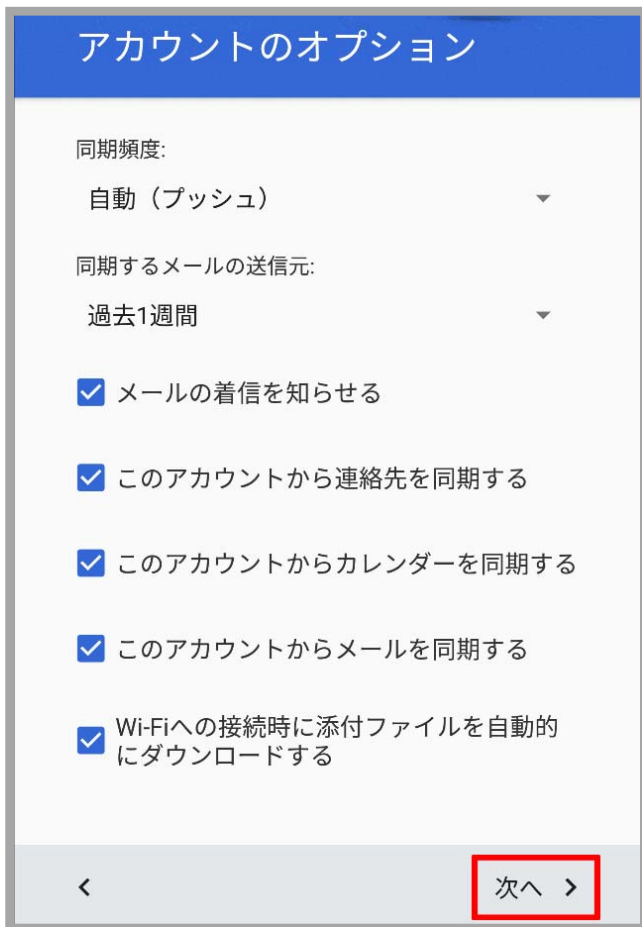 アカウントのオプション
同期頻度:
自動（プッシュ）
同期するメールの送信元:
過去1週間
メールの着信を知らせる
このアカウントから連絡先を同期する
このアカウントからカレンダーを同期する
このアカウントからメールを同期する
Wi-Fiへの接続時に添付ファイルを自動的
にダウンロードする
次へ